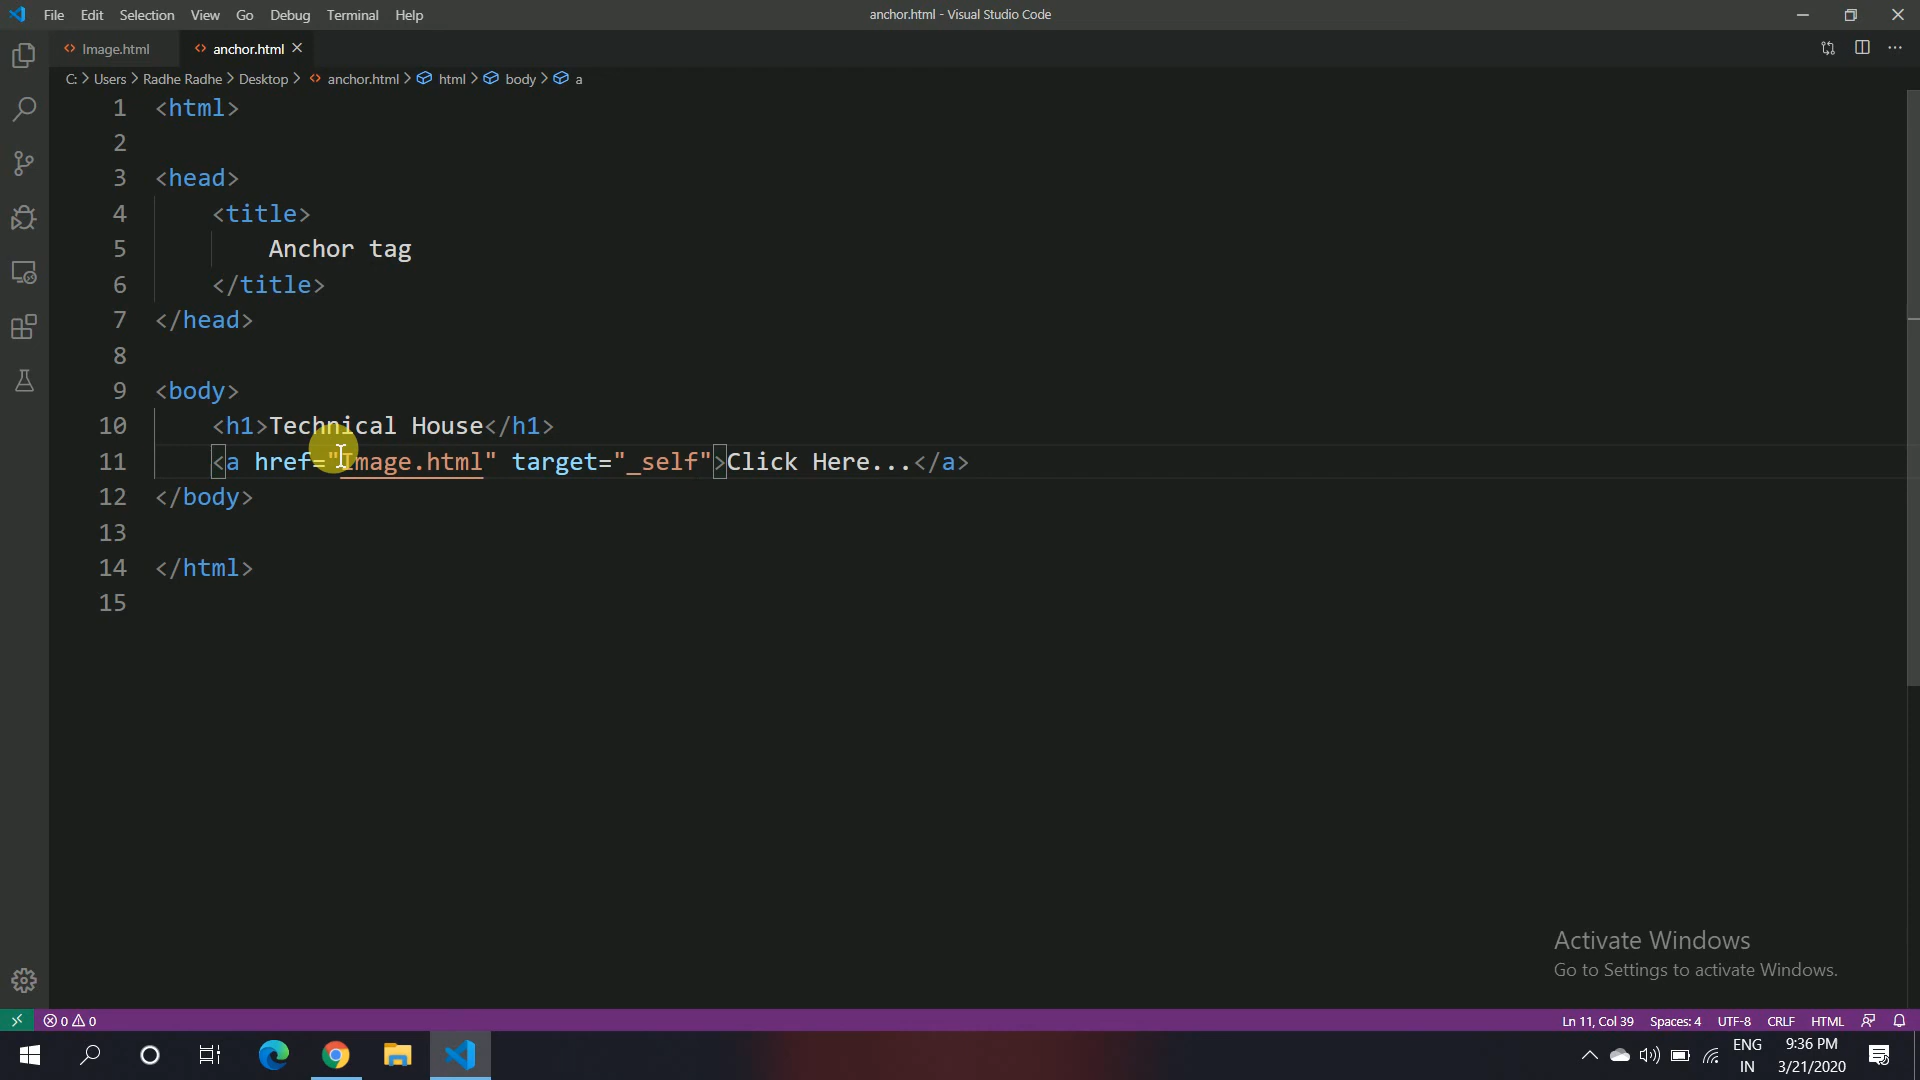 File Edit Selection View Go Debug Terminal Help anchor.html - Visual Studio Code
Image.html anchor.html
C: > Users > Radhe Radhe > Desktop > anchor.html > html > body > a
1 <html>
2
3 <head>
4 <title>
5 Anchor tag
6 </title>
7 </head>
8
9 <body>
10 <h1>Technical House</h1>
11 <a href="Image.html" target="_self">Click Here...</a>
12 </body>
13
14 </html>
15
Activate Windows
Go to Settings to activate Windows.
0 0 Ln 11, Col 39 Spaces: 4 UTF-8 CRLF HTML
ENG 9:36 PM
IN 3/21/2020